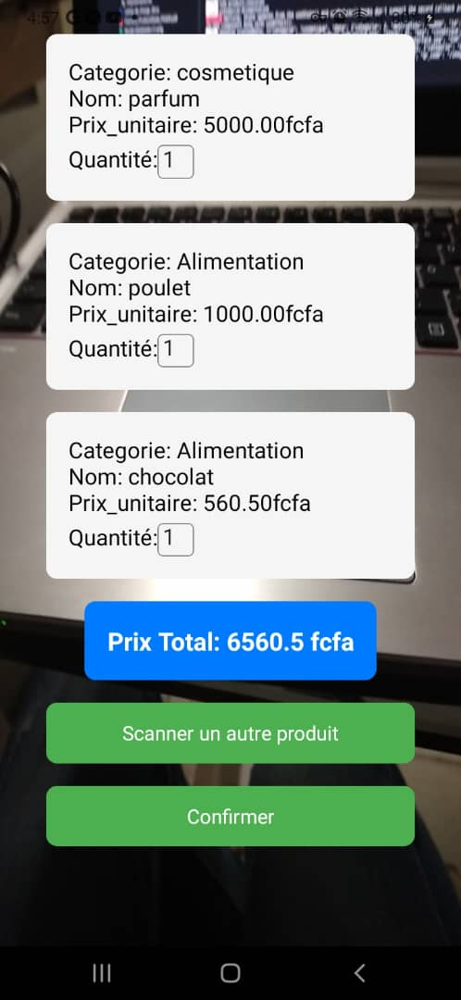 4:57
Categorie: cosmetique
Nom: parfum
Prix_unitaire: 5000.00fcfa
Quantité: 1
Categorie: Alimentation
Nom: poulet
Prix_unitaire: 1000.00fcfa
Quantité: 1
Categorie: Alimentation
Nom: chocolat
Prix_unitaire: 560.50fcfa
Quantité: 1
Prix Total: 6560.5 fcfa
Scanner un autre produit
Confirmer